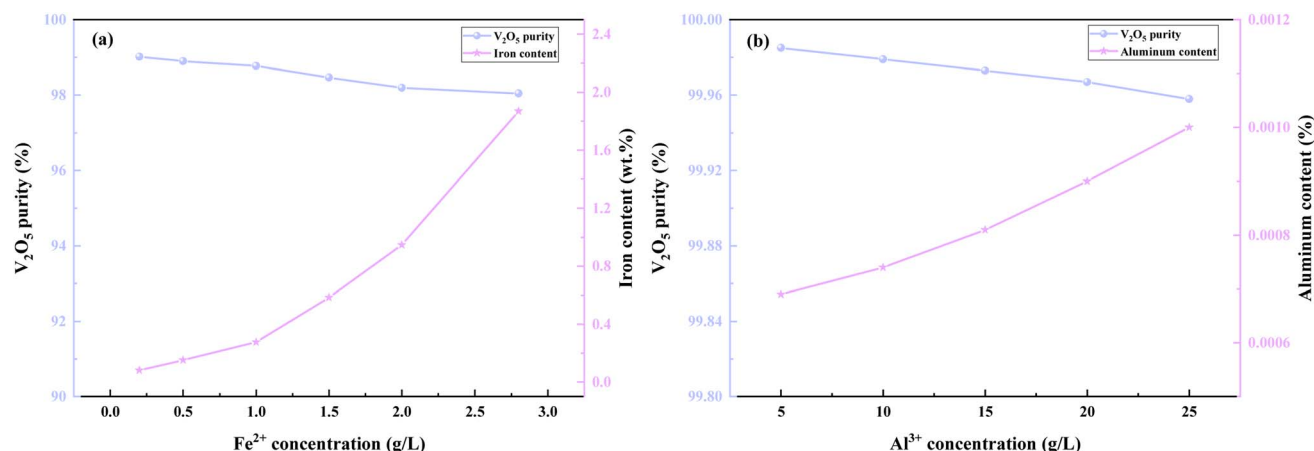 (a)
V2O5 purity
Iron content
100
98
96
94
92
90
V2O5 purity (%)
2.4
2.0
1.6
1.2
0.8
0.4
0.0
Iron content (wt.%)
0.0 0.5 1.0 1.5 2.0 2.5 3.0
Fe2+ concentration (g/L)
(b)
V2O5 purity
Aluminum content
100.00
99.96
99.92
99.88
99.84
99.80
V2O5 purity (%)
0.0012
0.0010
0.0008
0.0006
Aluminum content (%)
5 10 15 20 25
Al3+ concentration (g/L)